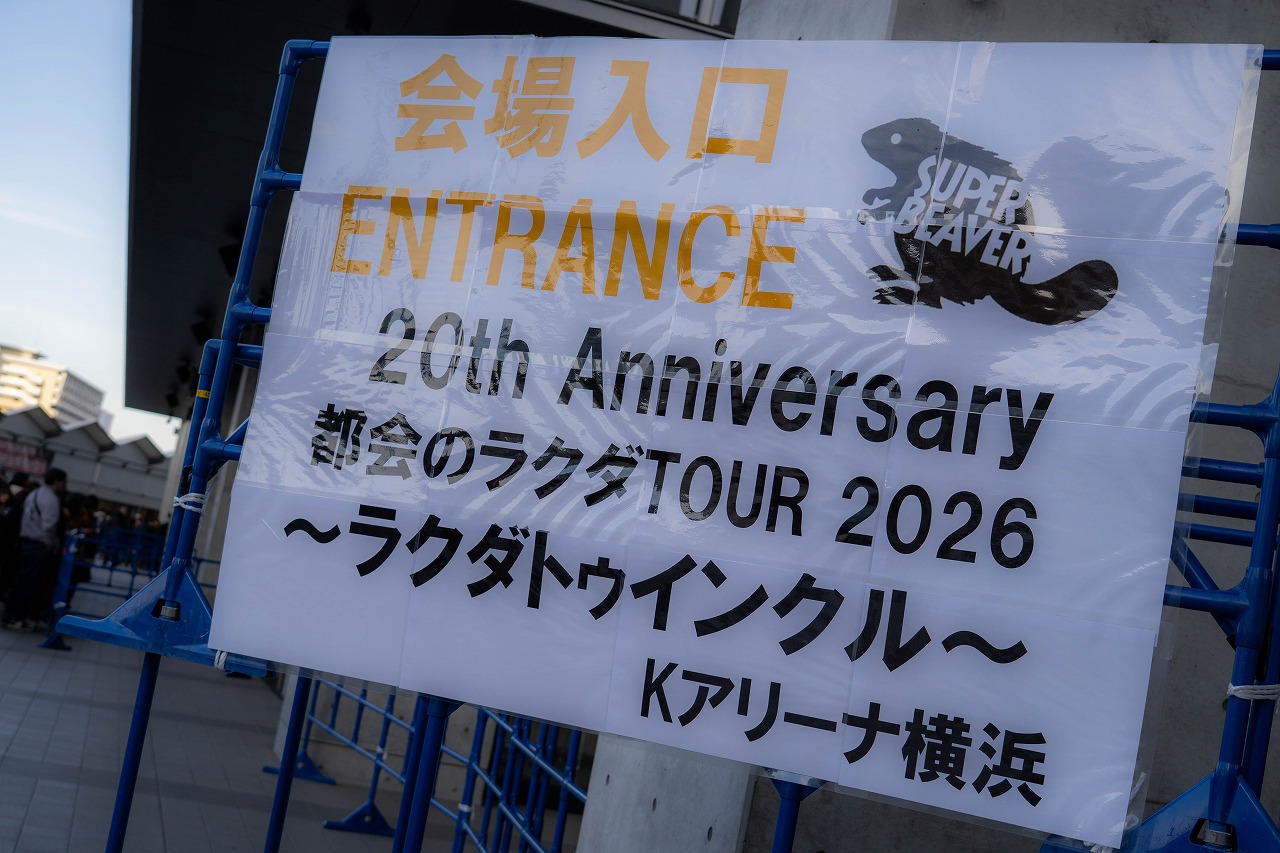 会場入口
ENTRANCE
SUPER
BEAVER
20th Anniversary
都会のラクダTOUR 2026
～ラクダトゥインクル～
Kアリーナ横浜